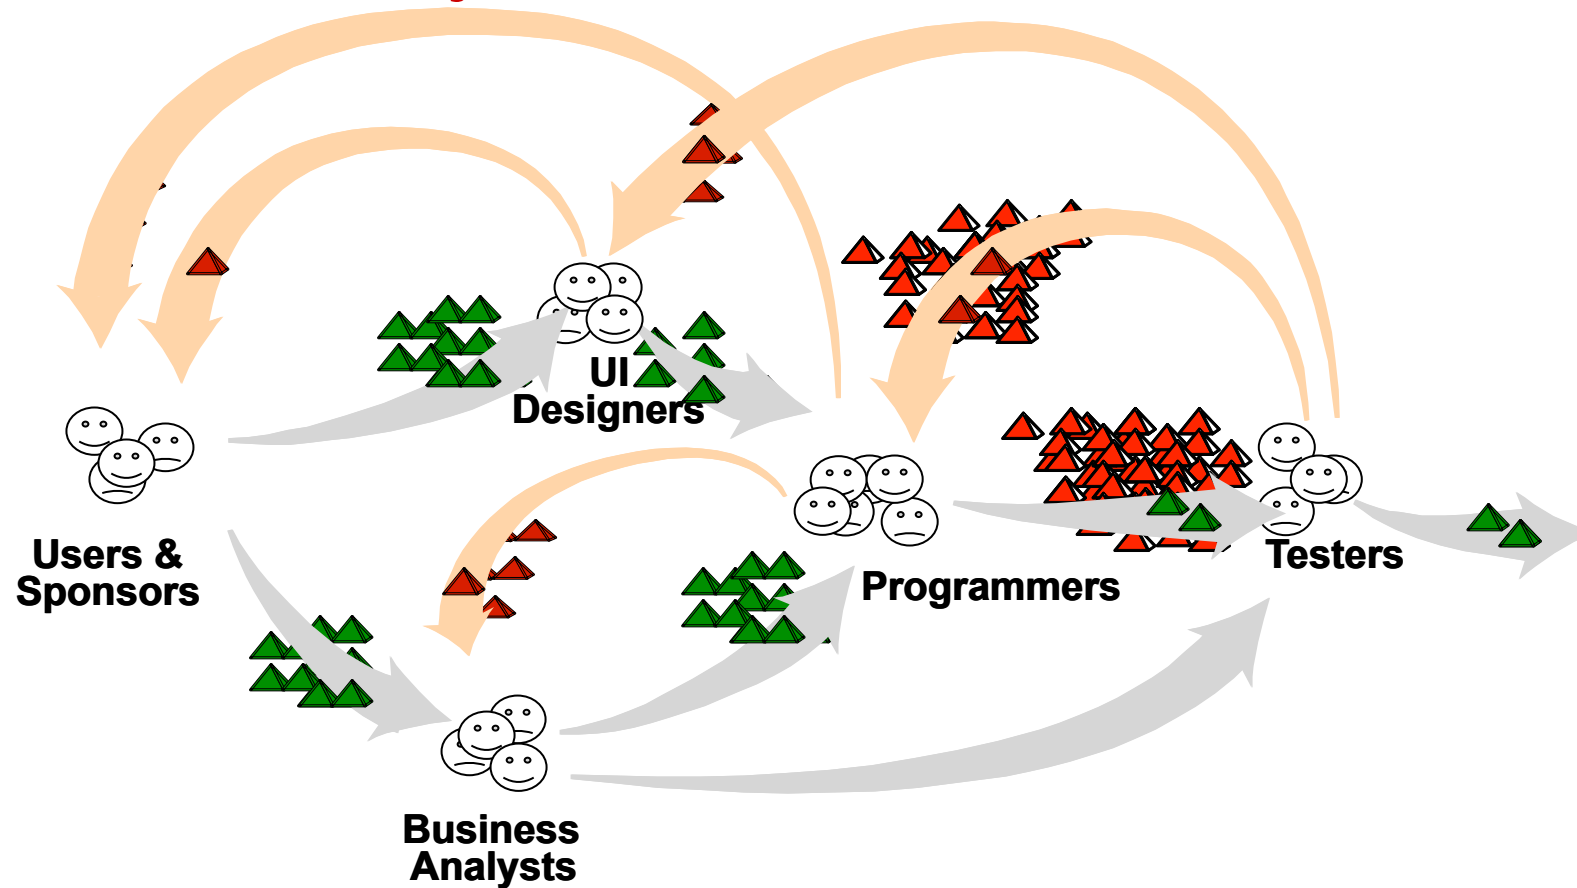 UI
Designers
Users &
Sponsors
Programmers
Testers
Business
Analysts